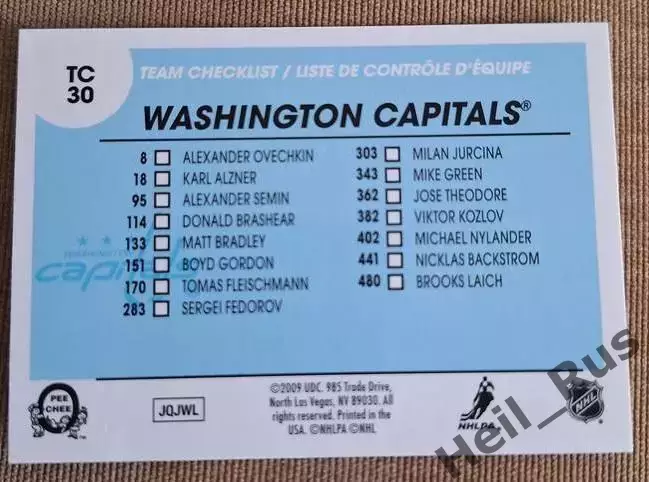 TC
30
TEAM CHECKLIST / LISTE DE CONTRÔLE D'ÉQUIPE
WASHINGTON CAPITALS®
8 ALEXANDER OVECHKIN
18 KARL ALZNER
95 ALEXANDER SEMIN
114 DONALD BRASHEAR
133 MATT BRADLEY
151 BOYD GORDON
170 TOMAS FLEISCHMANN
283 SERGEI FEDOROV
303 MILAN JURCINA
343 MIKE GREEN
362 JOSE THEODORE
382 VIKTOR KOZLOV
402 MICHAEL NYLANDER
441 NICKLAS BACKSTROM
480 BROOKS LAICH
WASHINGTON
capitals
O PEE CHEE
JQJWL
©2009 UDC. 985 Trade Drive,
North Las Vegas, NV 89030. All
rights reserved. Printed in the
USA. ©NHLPA ©NHL
NHLPA
NHL
Heil_Rus